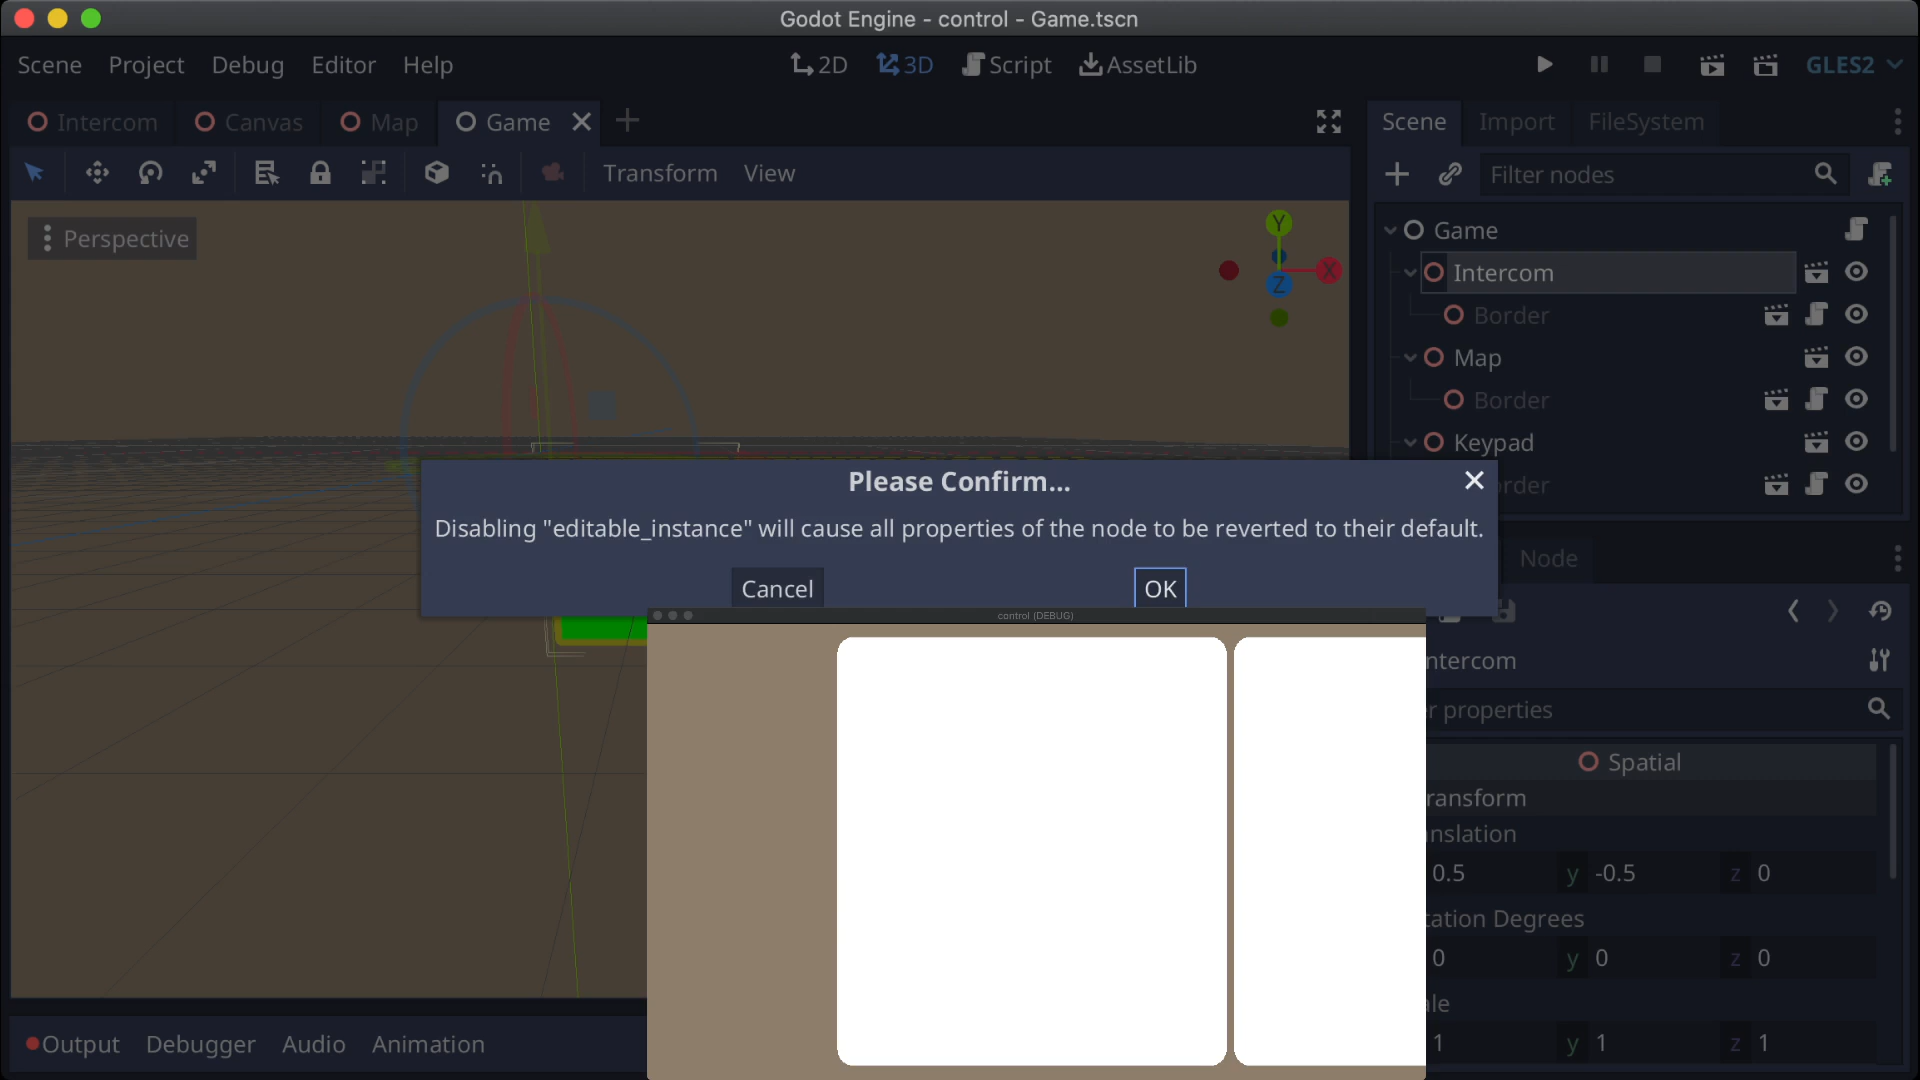 Godot Engine - control - Game.tscn
Scene Project Debug Editor Help 2D 3D Script AssetLib GLES2
Intercom Canvas Map Game
Scene Import FileSystem
Transform View
Filter nodes
Perspective
Y
X
Z
Game
Intercom
Border
Map
Border
Keypad
rder
Please Confirm...
Disabling "editable_instance" will cause all properties of the node to be reverted to their default.
Cancel OK
Node
control (DEBUG)
ntercom
r properties
Spatial
ransform
nslation
0.5 y -0.5 z 0
tation Degrees
0 y 0 z 0
le
1 y 1 z 1
Output Debugger Audio Animation